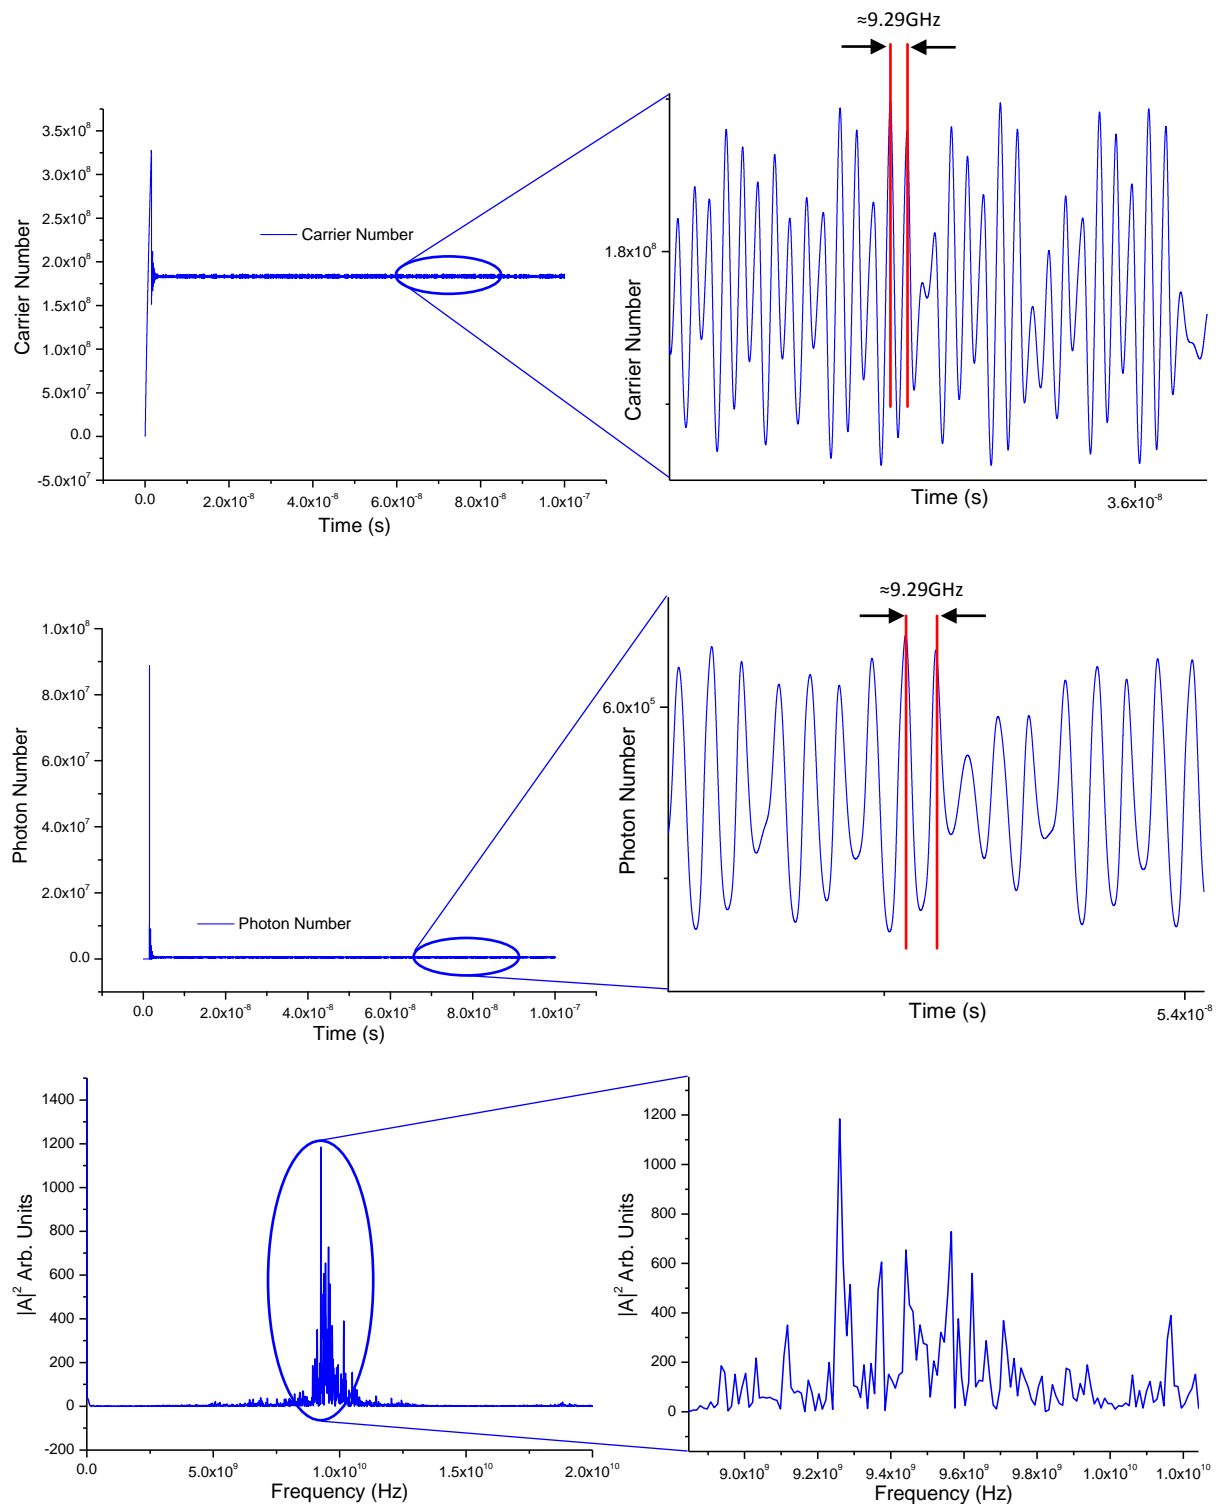 ≈9.29GHz
3.5x10⁸
3.0x10⁸
2.5x10⁸
2.0x10⁸
1.5x10⁸
1.0x10⁸
5.0x10⁷
0.0
-5.0x10⁷
Carrier Number
Carrier Number
0.0 2.0x10⁻⁸ 4.0x10⁻⁸ 6.0x10⁻⁸ 8.0x10⁻⁸ 1.0x10⁻⁷
Time (s)
1.8x10⁸
Carrier Number
3.6x10⁻⁸
Time (s)
≈9.29GHz
1.0x10⁸
8.0x10⁷
6.0x10⁷
4.0x10⁷
2.0x10⁷
0.0
Photon Number
Photon Number
0.0 2.0x10⁻⁸ 4.0x10⁻⁸ 6.0x10⁻⁸ 8.0x10⁻⁸ 1.0x10⁻⁷
Time (s)
6.0x10⁵
Photon Number
Time (s)
5.4x10⁻⁸
1400
1200
1000
800
600
400
200
0
-200
|A|² Arb. Units
0.0 5.0x10⁹ 1.0x10¹⁰ 1.5x10¹⁰ 2.0x10¹⁰
Frequency (Hz)
1200
1000
800
600
400
200
0
|A|² Arb. Units
9.0x10⁹ 9.2x10⁹ 9.4x10⁹ 9.6x10⁹ 9.8x10⁹ 1.0x10¹⁰ 1.0x10¹⁰
Frequency (Hz)